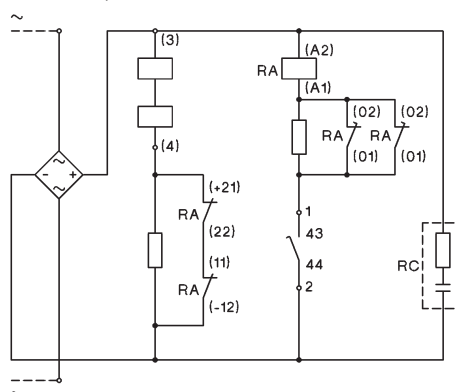 ~
(3)
(A2)
RA
(A1)
(02)
(02)
RA
RA
(01)
(01)
(4)
~
- +
~
(+21)
RA
(22)
1
43
(11)
44
RC
RA
2
(-12)